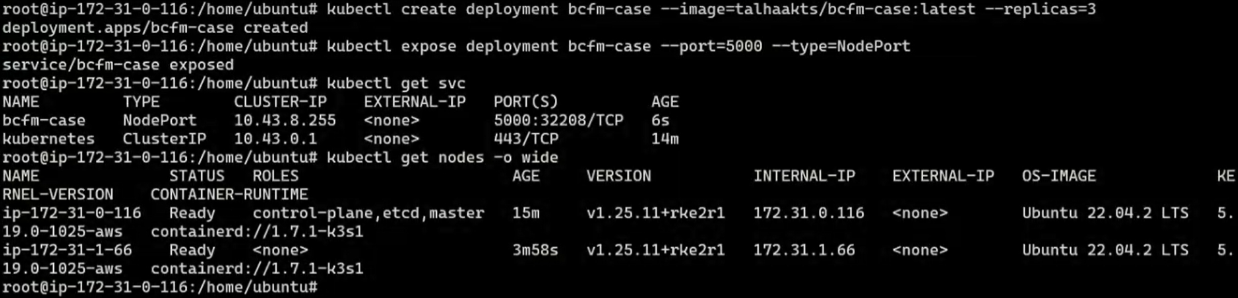 root@ip-172-31-0-116:/home/ubuntu# kubectl create deployment bcfm-case --image=talhaakts/bcfm-case:latest --replicas=3
deployment.apps/bcfm-case created
root@ip-172-31-0-116:/home/ubuntu# kubectl expose deployment bcfm-case --port=5000 --type=NodePort
service/bcfm-case exposed
root@ip-172-31-0-116:/home/ubuntu# kubectl get svc
NAME         TYPE        CLUSTER-IP    EXTERNAL-IP   PORT(S)          AGE
bcfm-case    NodePort    10.43.8.255   <none>        5000:32208/TCP   6s
kubernetes   ClusterIP   10.43.0.1     <none>        443/TCP          14m
root@ip-172-31-0-116:/home/ubuntu# kubectl get nodes -o wide
NAME              STATUS   ROLES                       AGE     VERSION           INTERNAL-IP    EXTERNAL-IP   OS-IMAGE             KE
RNEL-VERSION    CONTAINER-RUNTIME
ip-172-31-0-116   Ready    control-plane,etcd,master   15m     v1.25.11+rke2r1   172.31.0.116   <none>        Ubuntu 22.04.2 LTS   5.
19.0-1025-aws   containerd://1.7.1-k3s1
ip-172-31-1-66    Ready    <none>                      3m58s   v1.25.11+rke2r1   172.31.1.66    <none>        Ubuntu 22.04.2 LTS   5.
19.0-1025-aws   containerd://1.7.1-k3s1
root@ip-172-31-0-116:/home/ubuntu#